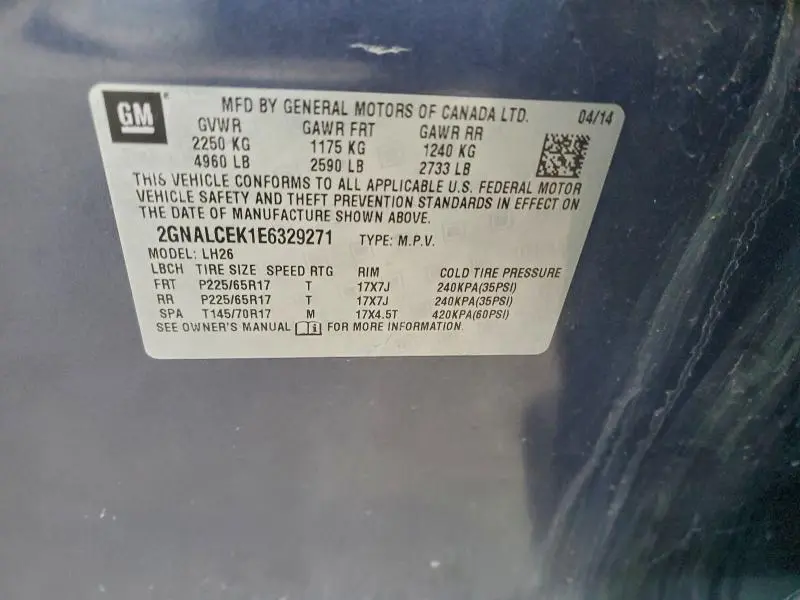 GM MFD BY GENERAL MOTORS OF CANADA LTD. 04/14
GVWR GAWR FRT GAWR RR
2250 KG 1175 KG 1240 KG
4960 LB 2590 LB 2733 LB
THIS VEHICLE CONFORMS TO ALL APPLICABLE U.S. FEDERAL MOTOR
VEHICLE SAFETY AND THEFT PREVENTION STANDARDS IN EFFECT ON
THE DATE OF MANUFACTURE SHOWN ABOVE.
2GNALCEK1E6329271 TYPE: M.P.V.
MODEL: LH26
LBCH TIRE SIZE SPEED RTG RIM COLD TIRE PRESSURE
FRT P225/65R17 T 17X7J 240KPA(35PSI)
RR P225/65R17 T 17X7J 240KPA(35PSI)
SPA T145/70R17 M 17X4.5T 420KPA(60PSI)
SEE OWNER'S MANUAL FOR MORE INFORMATION.